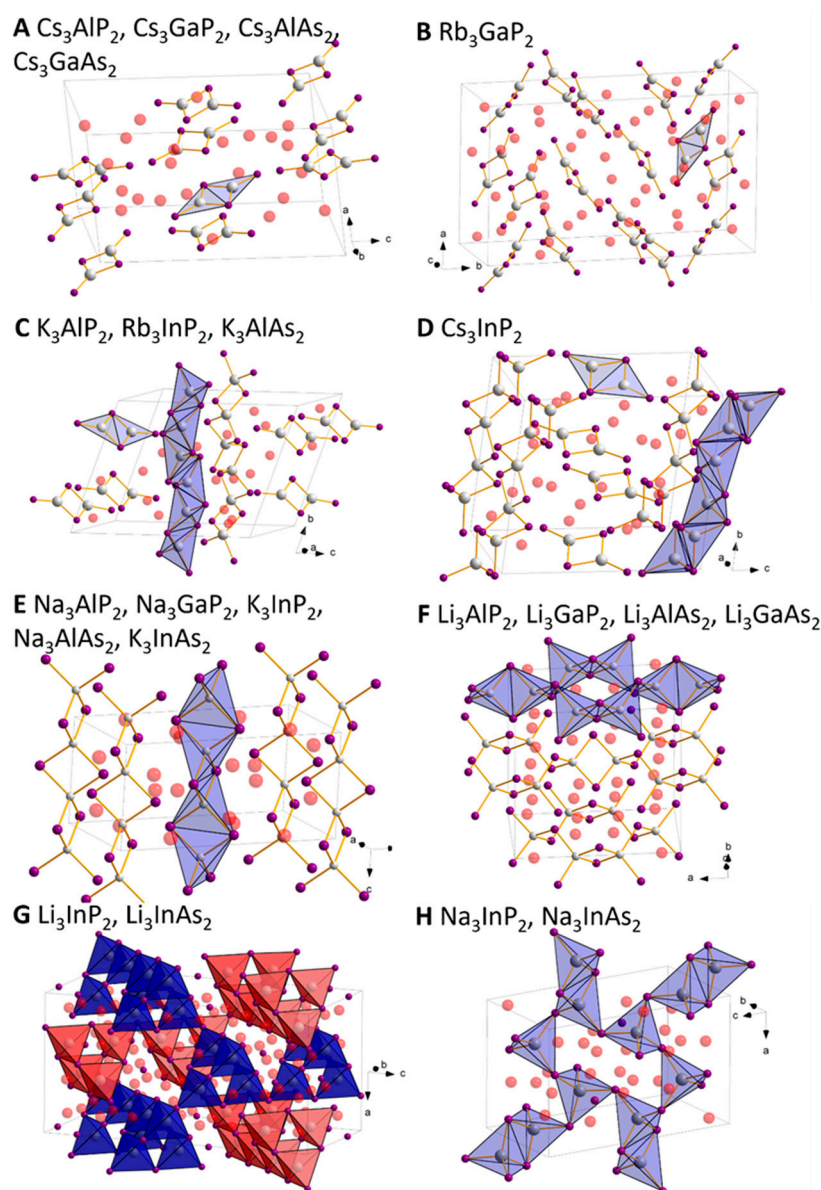 A Cs₃AlP₂, Cs₃GaP₂, Cs₃AlAs₂,
Cs₃GaAs₂
a
c
b
B Rb₃GaP₂
a
c
b
C K₃AlP₂, Rb₃InP₂, K₃AlAs₂
b
a
c
D Cs₃InP₂
b
a
c
E Na₃AlP₂, Na₃GaP₂, K₃InP₂,
Na₃AlAs₂, K₃InAs₂
a
c
F Li₃AlP₂, Li₃GaP₂, Li₃AlAs₂, Li₃GaAs₂
b
a
G Li₃InP₂, Li₃InAs₂
b
c
a
H Na₃InP₂, Na₃InAs₂
b
c
a